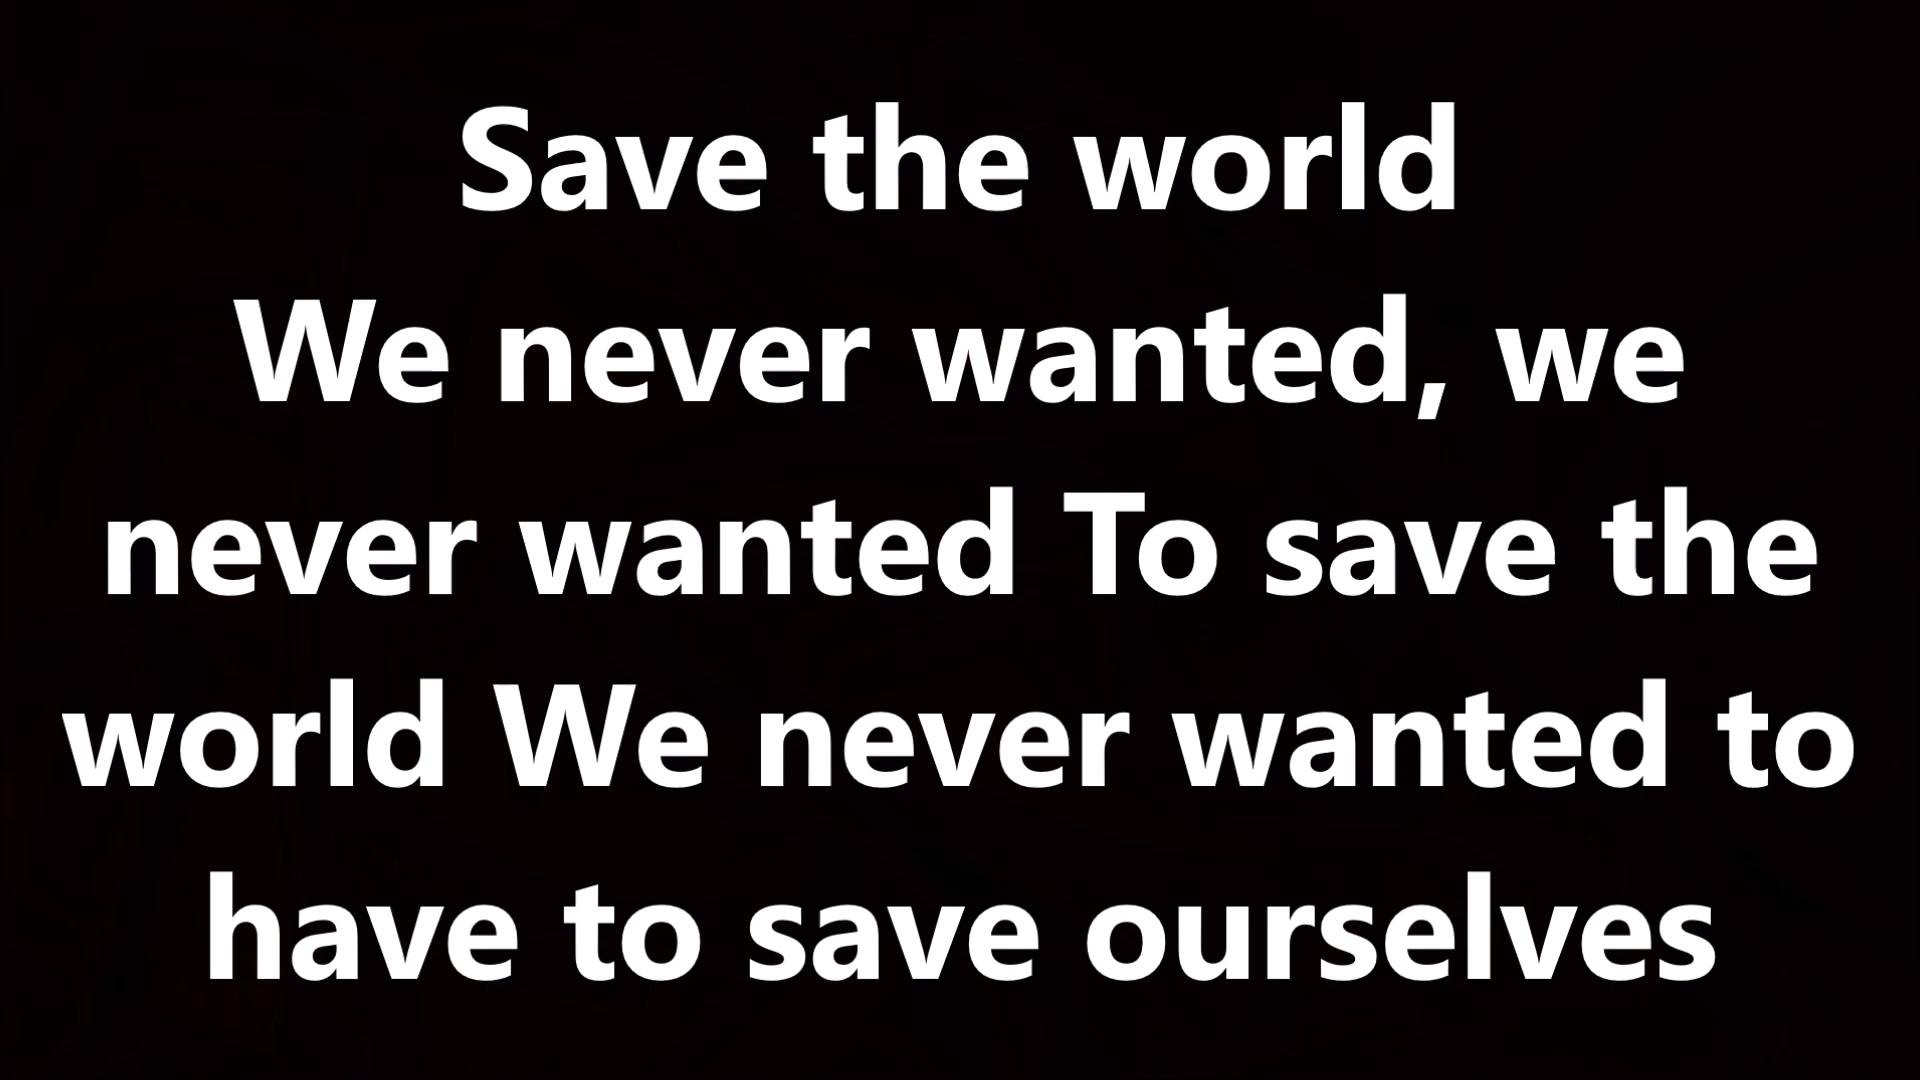 Save the world
We never wanted, we
never wanted To save the
world We never wanted to
have to save ourselves